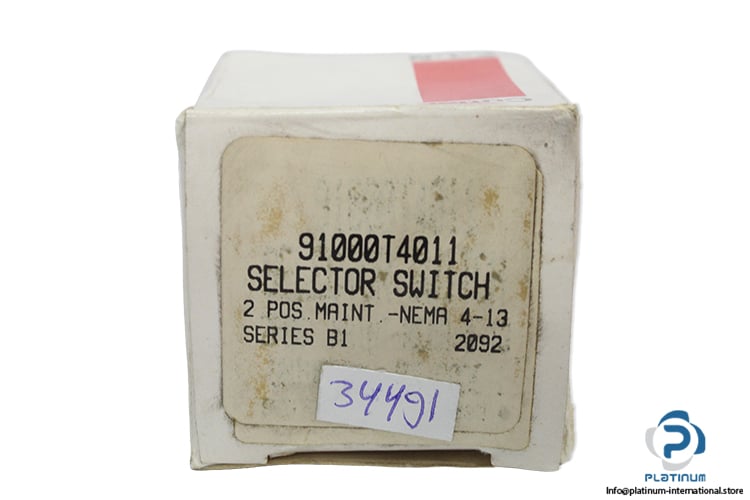 91000T4011
SELECTOR SWITCH
2 POS.MAINT.-NEMA 4-13
SERIES B1 2092
34491
PLATINUM
Info@platinum-international.store